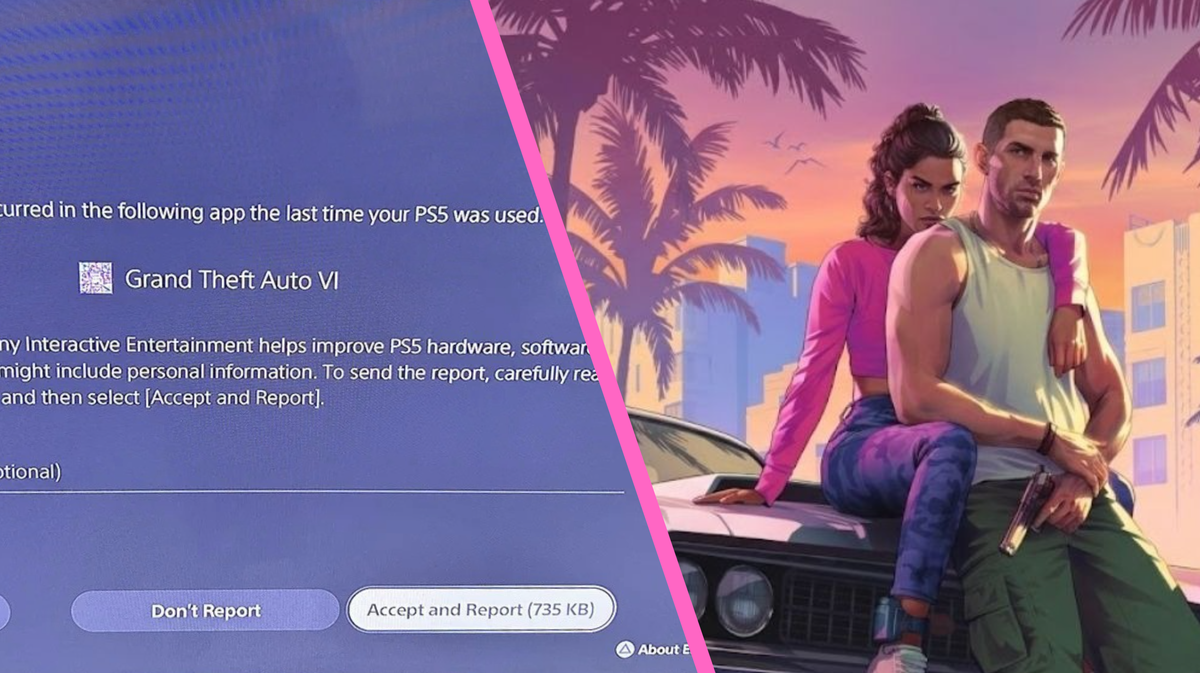 curred in the following app the last time your PS5 was used.
Grand Theft Auto VI
ny Interactive Entertainment helps improve PS5 hardware, softwar
might include personal information. To send the report, carefully rea
and then select [Accept and Report].
otional)
Don't Report
Accept and Report (735 KB)
About E